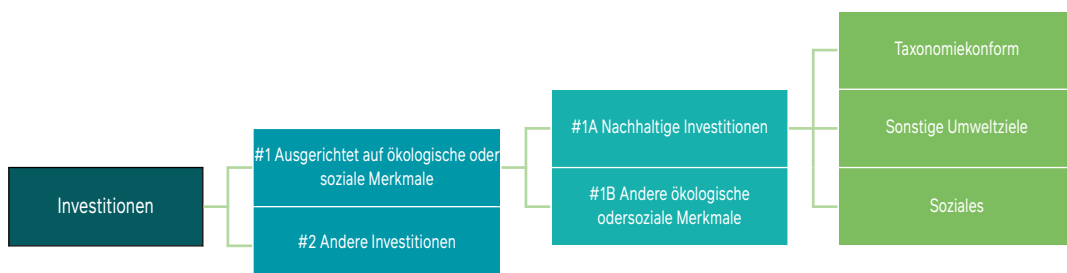 Investitionen
#1 Ausgerichtet auf ökologische oder
soziale Merkmale
#2 Andere Investitionen
#1A Nachhaltige Investitionen
#1B Andere ökologische
odersoziale Merkmale
Taxonomiekonform
Sonstige Umweltziele
Soziales